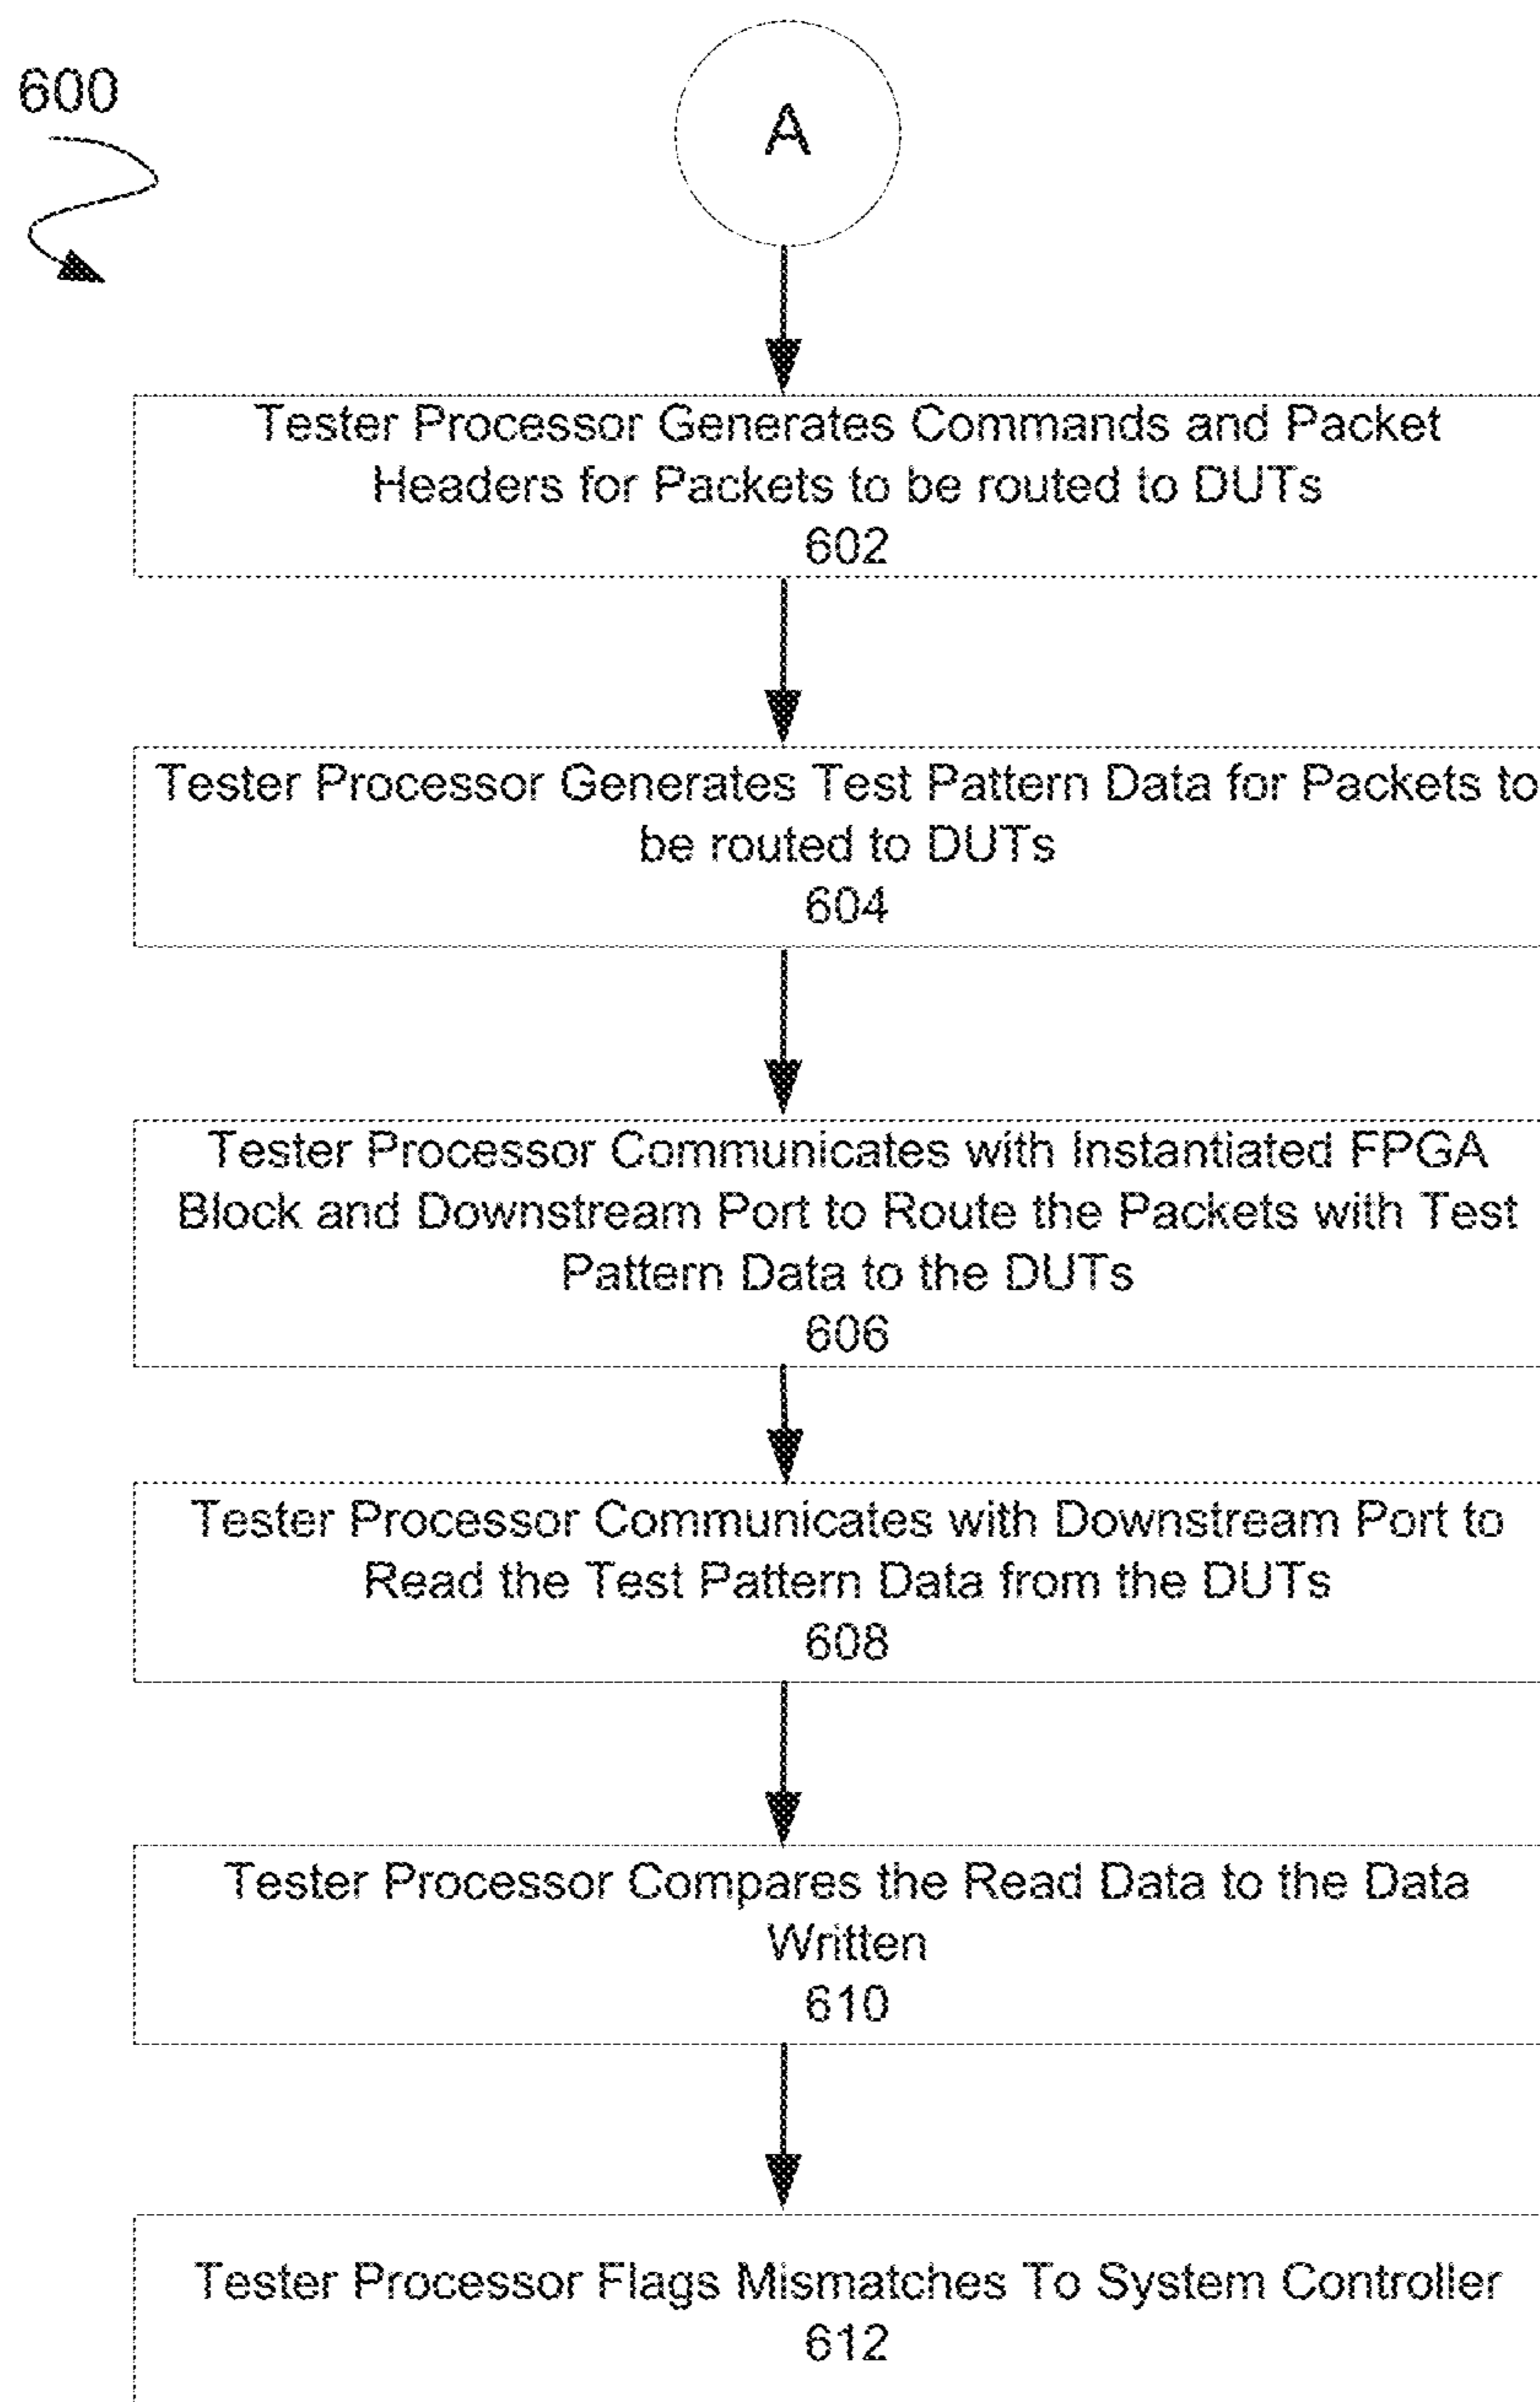 600
A
Tester Processor Generates Commands and Packet
Headers for Packets to be routed to DUTs
602
Tester Processor Generates Test Pattern Data for Packets to
be routed to DUTs
604
Tester Processor Communicates with Instantiated FPGA
Block and Downstream Port to Route the Packets with Test
Pattern Data to the DUTs
606
Tester Processor Communicates with Downstream Port to
Read the Test Pattern Data from the DUTs
608
Tester Processor Compares the Read Data to the Data
Written
610
Tester Processor Flags Mismatches To System Controller
612